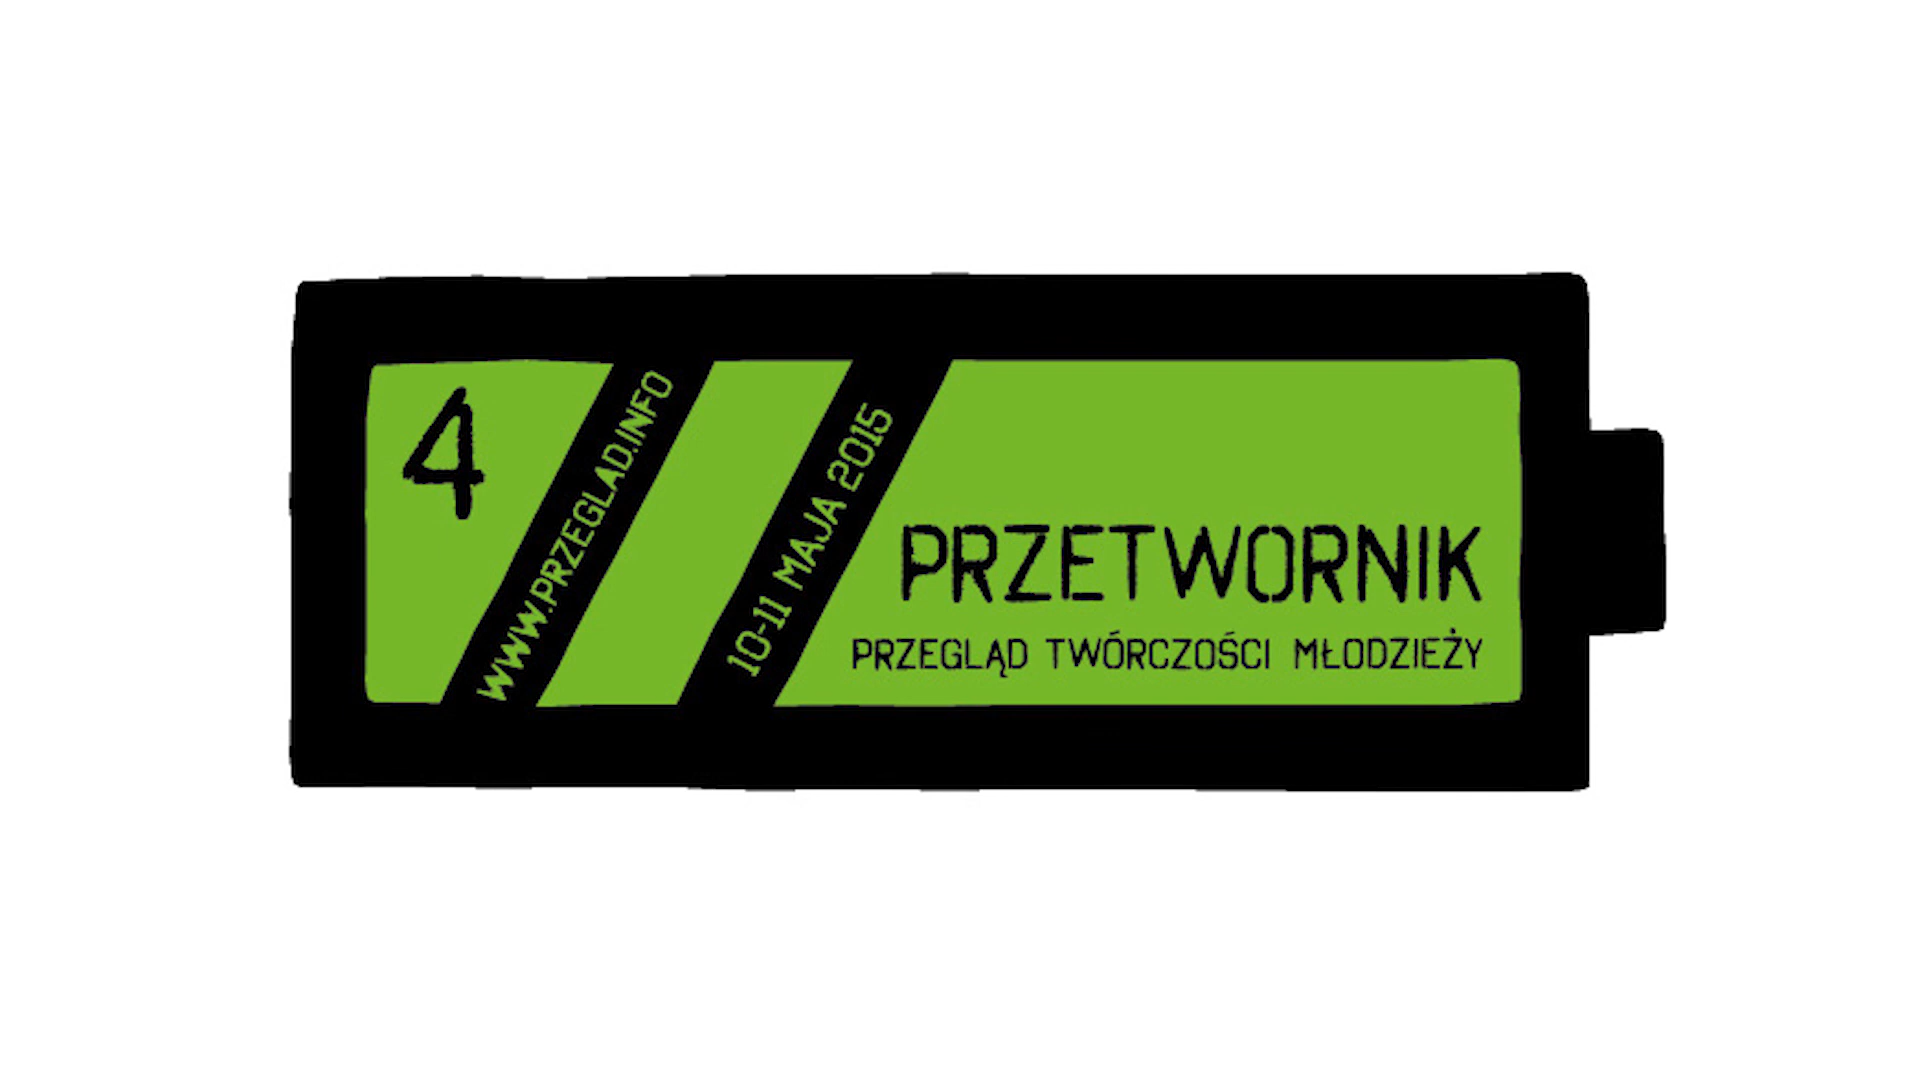 4
WWW.PRZEGLAD.INFO
10-11 MAJA 2015
PRZETWORNIK
PRZEGLĄD TWÓRCZOŚCI MŁODZIEŻY